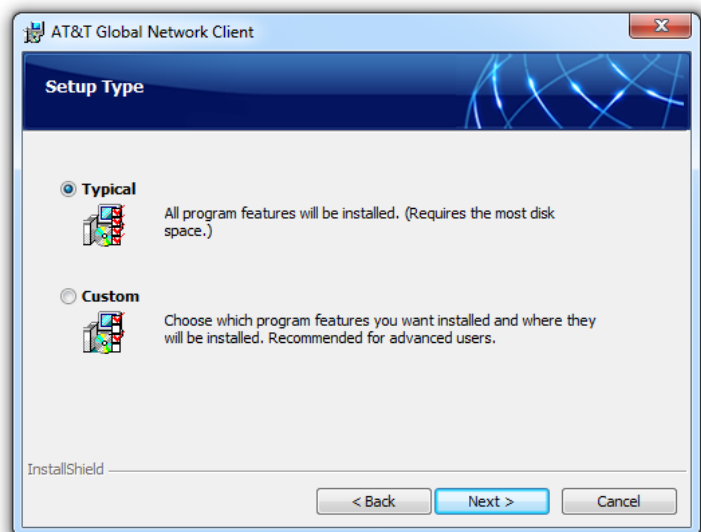 AT&T Global Network Client
Setup Type
Typical
All program features will be installed. (Requires the most disk
space.)
Custom
Choose which program features you want installed and where they
will be installed. Recommended for advanced users.
InstallShield
< Back
Next >
Cancel